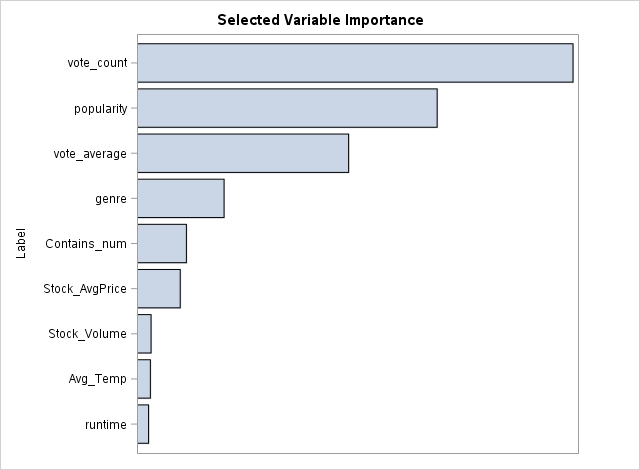 Selected Variable Importance
vote_count
popularity
vote_average
genre
Contains_num
Stock_AvgPrice
Stock_Volume
Avg_Temp
runtime
Label